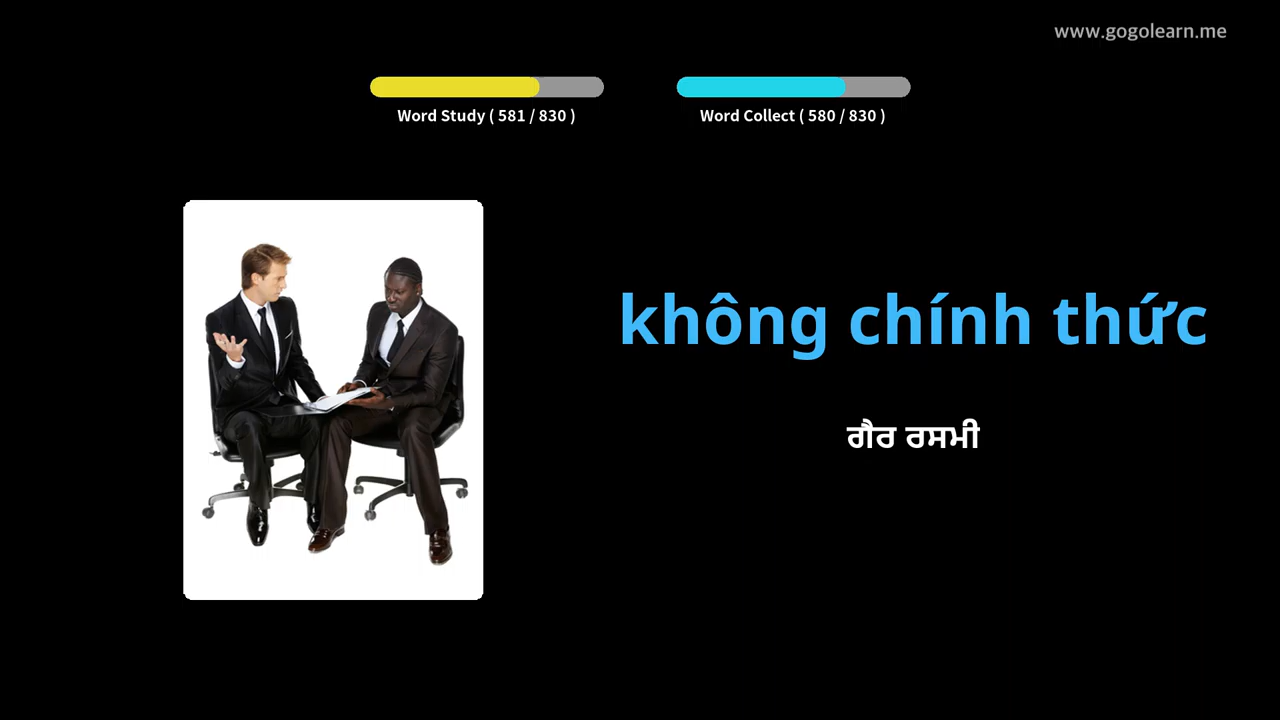 www.gogolearn.me
Word Study ( 581 / 830 )
Word Collect ( 580 / 830 )
không chính thức
ਗੈਰ ਰਸਮੀ